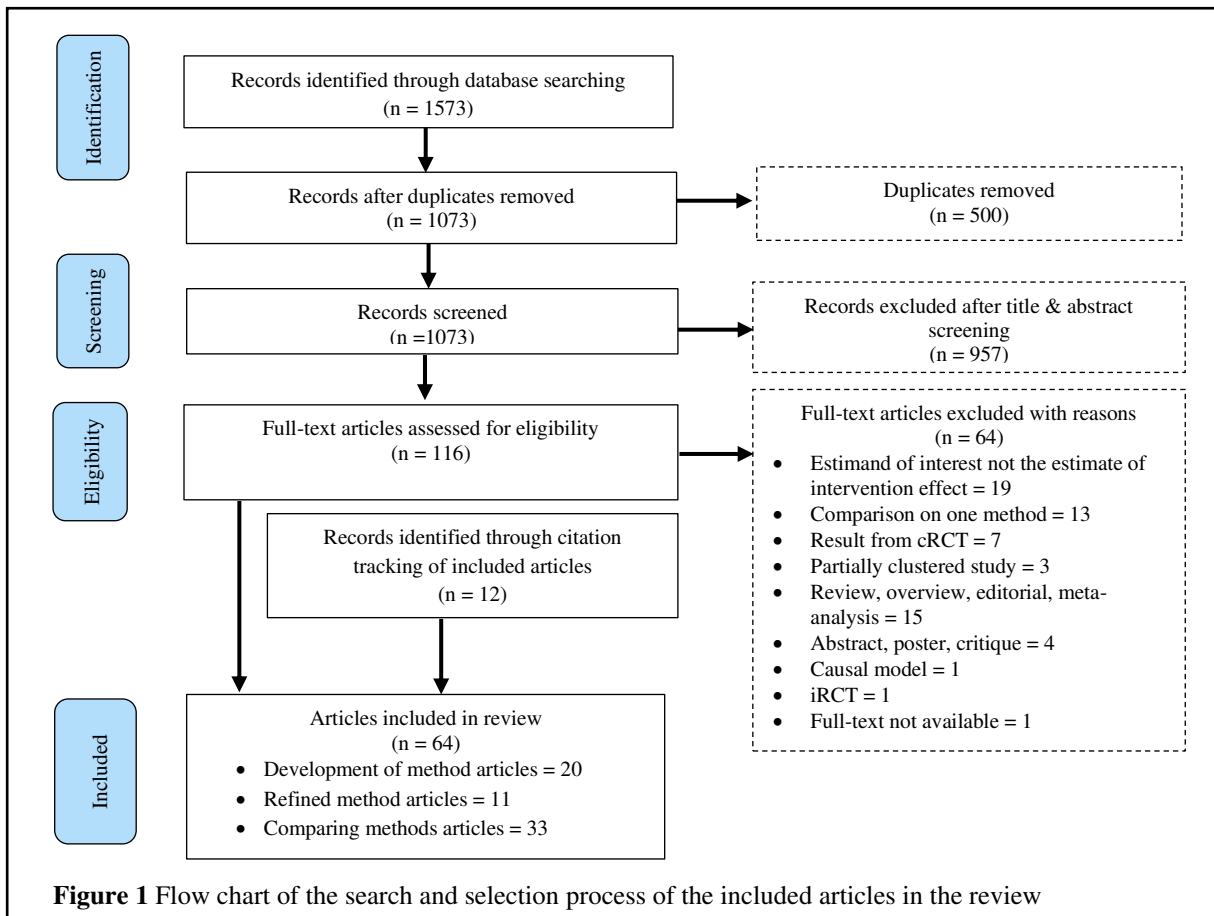 Identification
Records identified through database searching
(n = 1573)
Records after duplicates removed
(n = 1073)
Duplicates removed
(n = 500)
Screening
Records screened
(n =1073)
Records excluded after title & abstract
screening
(n = 957)
Eligibility
Full-text articles assessed for eligibility
(n = 116)
Full-text articles excluded with reasons
(n = 64)
• Estimand of interest not the estimate of
intervention effect = 19
• Comparison on one method = 13
• Result from cRCT = 7
• Partially clustered study = 3
• Review, overview, editorial, meta-
analysis = 15
• Abstract, poster, critique = 4
• Causal model = 1
• iRCT = 1
• Full-text not available = 1
Records identified through citation
tracking of included articles
(n = 12)
Included
Articles included in review
(n = 64)
• Development of method articles = 20
• Refined method articles = 11
• Comparing methods articles = 33
Figure 1 Flow chart of the search and selection process of the included articles in the review